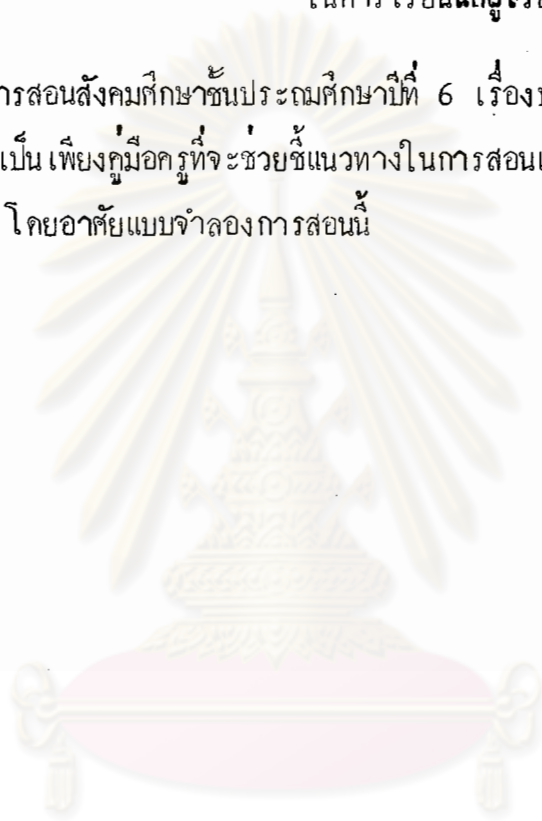 ในการเรียนแก่ผู้เรีย
ารสอนสังคมศึกษาชั้นประถมศึกษาปีที่ 6 เรื่อง
เป็นเพียงคู่มือครูที่จะช่วยชี้แนวทางในการสอน
โดยอาศัยแบบจำลองการสอนนี้